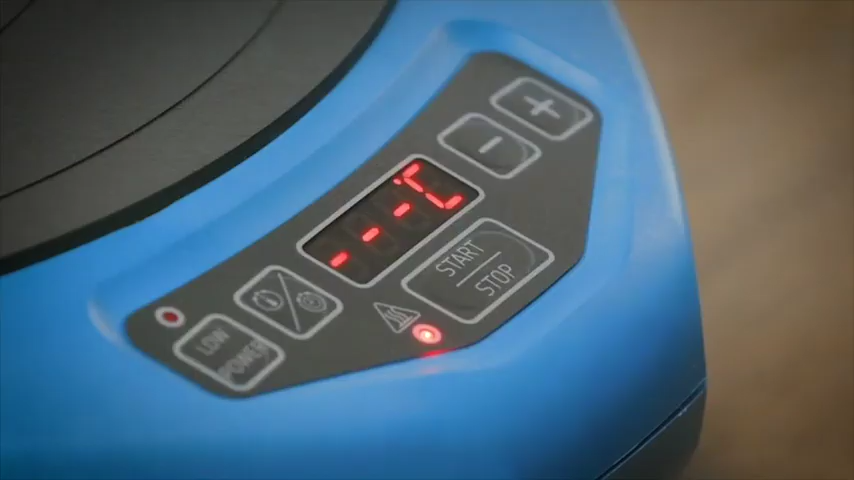 +
-
---°C
START
STOP
LOW
POWER